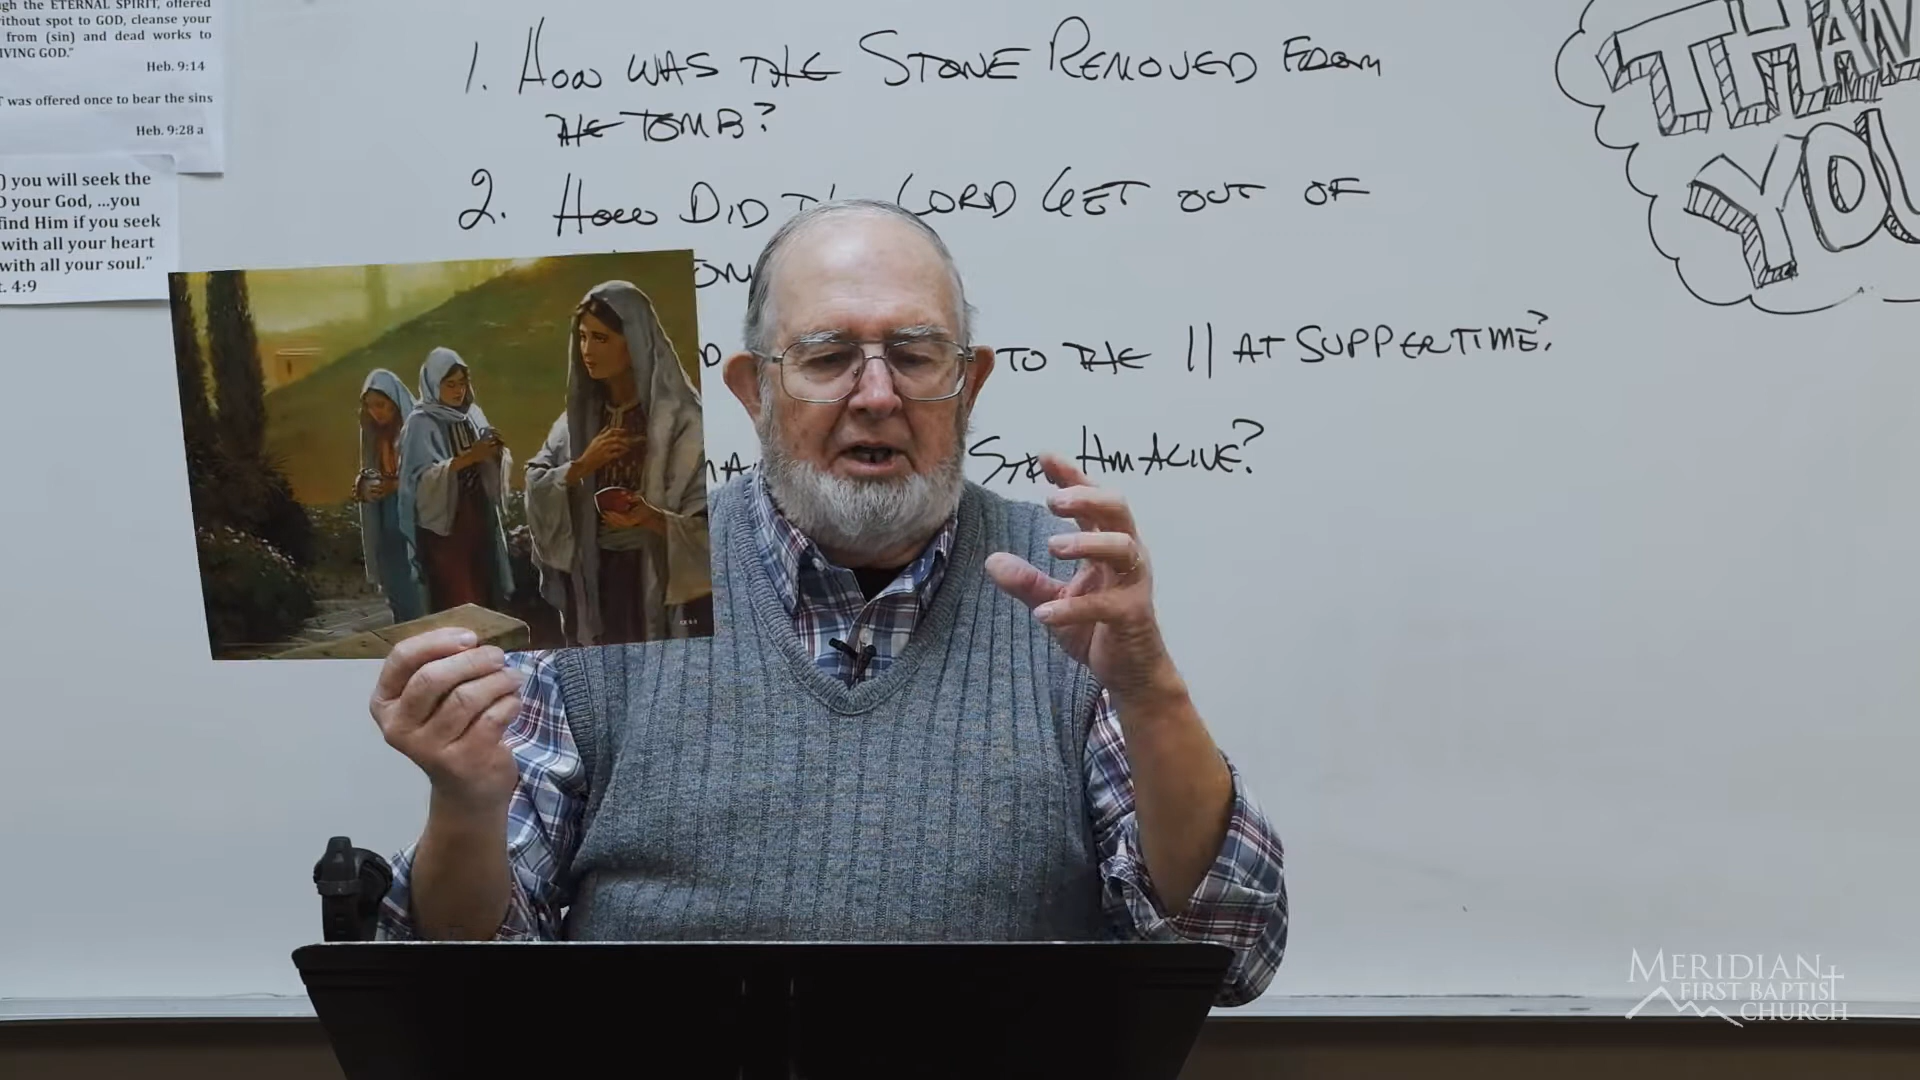 gh the ETERNAL SPIRIT, offered
ithout spot to GOD, cleanse your
from (sin) and dead works to
IVING GOD."
Heb. 9:14
T was offered once to bear the sins
Heb. 9:28 a
) you will seek the
D your God, ...you
find Him if you seek
with all your heart
with all your soul."
t. 4:9
1. HOW WAS THE STONE REMOVED FROM
THE TOMB?
2. HOW DID LORD GET OUT OF
TO THE 11 AT SUPPERTIME?
HIM ALIVE?
THAN
YOU
MERIDIAN
FIRST BAPTIST
CHURCH